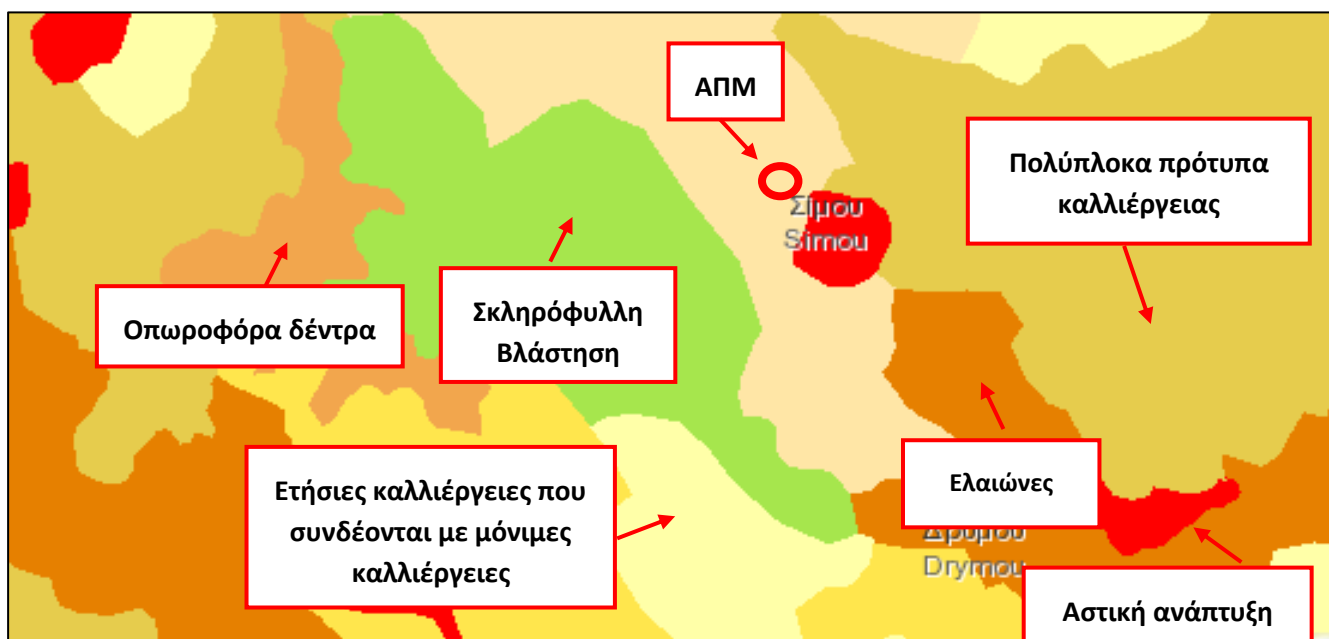 ΑΠΜ
Πολύπλοκα πρότυπα
καλλιέργειας
Σίμου
Simou
Οπωροφόρα δέντρα
Σκληρόφυλλη
Βλάστηση
Ετήσιες καλλιέργειες που
συνδέονται με μόνιμες
καλλιέργειες
Ελαιώνες
Δρύμου
Drymou
Αστική ανάπτυξη